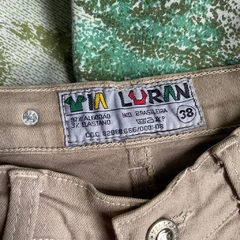 VIA LURAN
97% ALGODÃO IND. BRASILEIRA
3% ELASTANO
38